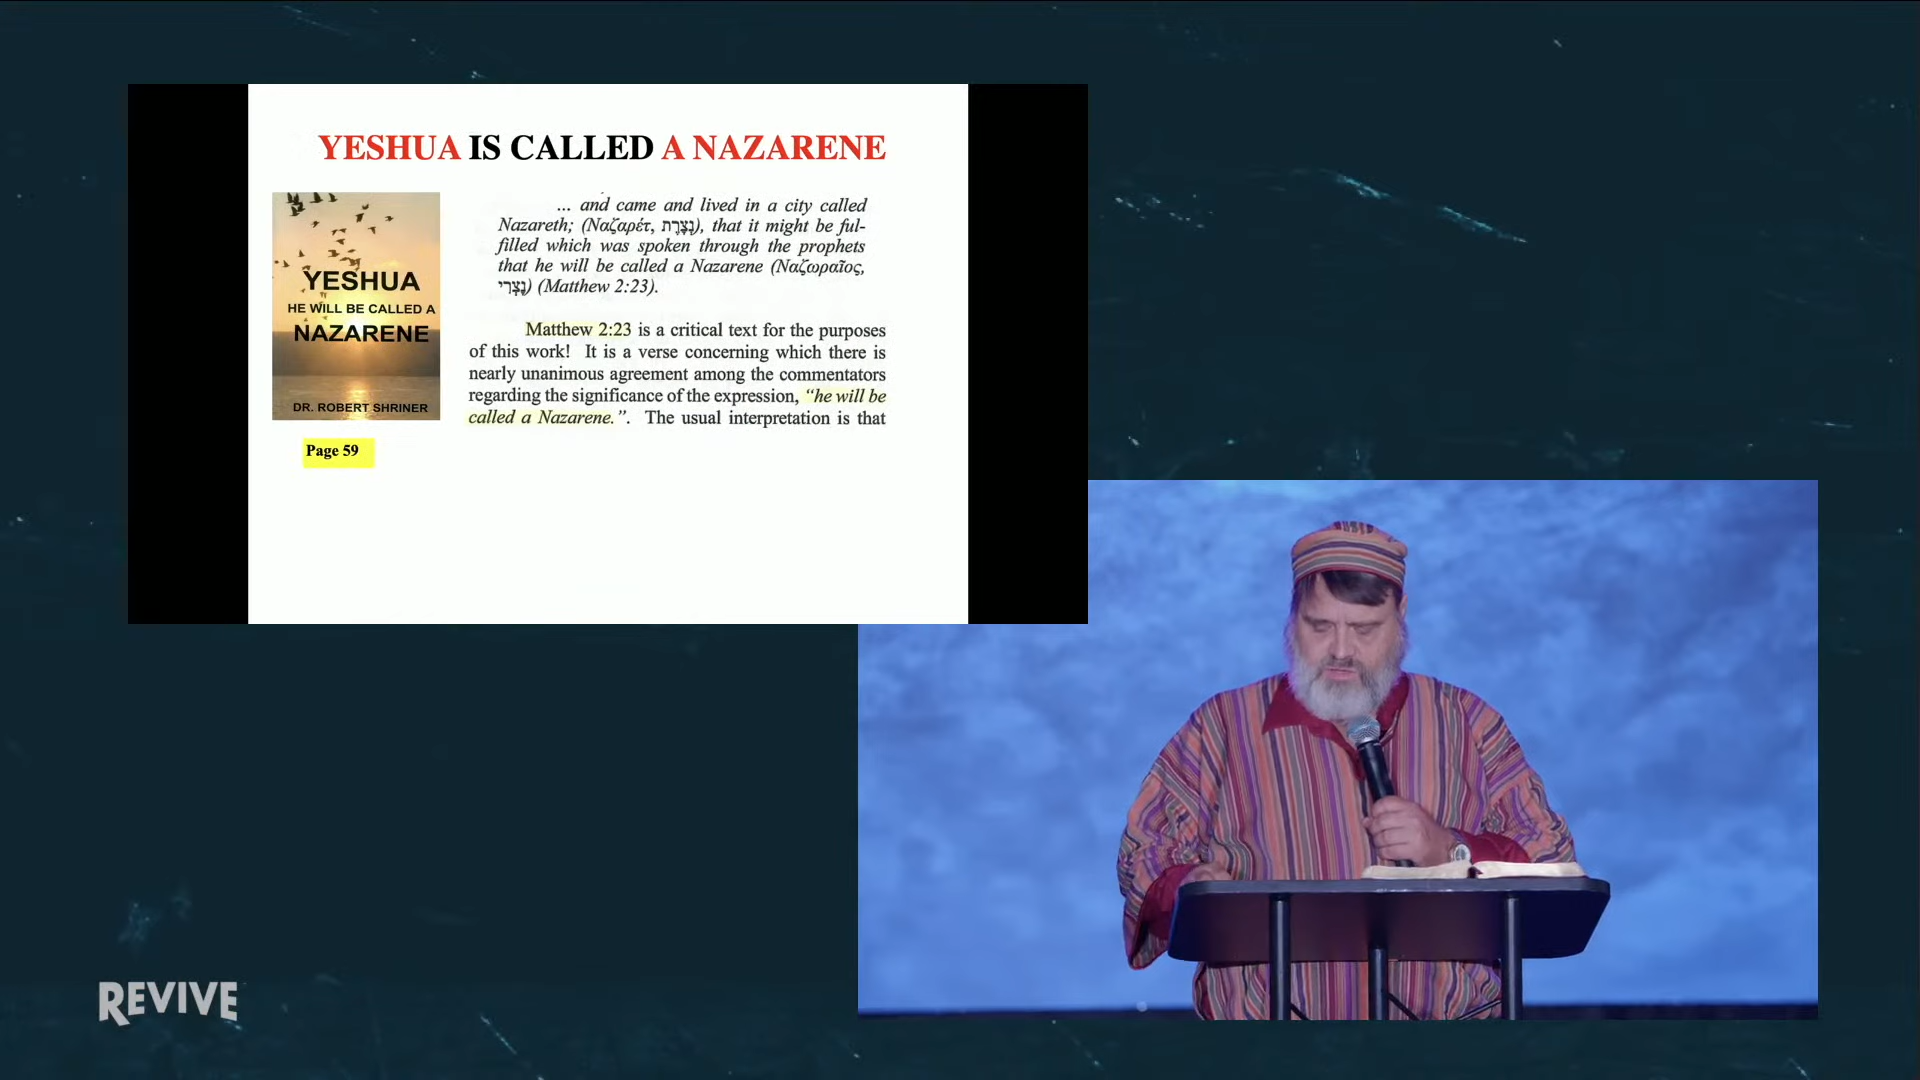 YESHUA IS CALLED A NAZARENE
... and came and lived in a city called
Nazareth; (Ναζαρέτ, נָצְרֶת), that it might be ful-
filled which was spoken through the prophets
that he will be called a Nazarene (Ναζωραῖος,
נָצְרִי) (Matthew 2:23).
Matthew 2:23 is a critical text for the purposes
of this work! It is a verse concerning which there is
nearly unanimous agreement among the commentators
regarding the significance of the expression, “he will be
called a Nazarene.”. The usual interpretation is that
YESHUA
HE WILL BE CALLED A
NAZARENE
DR. ROBERT SHRINER
Page 59
REVIVE